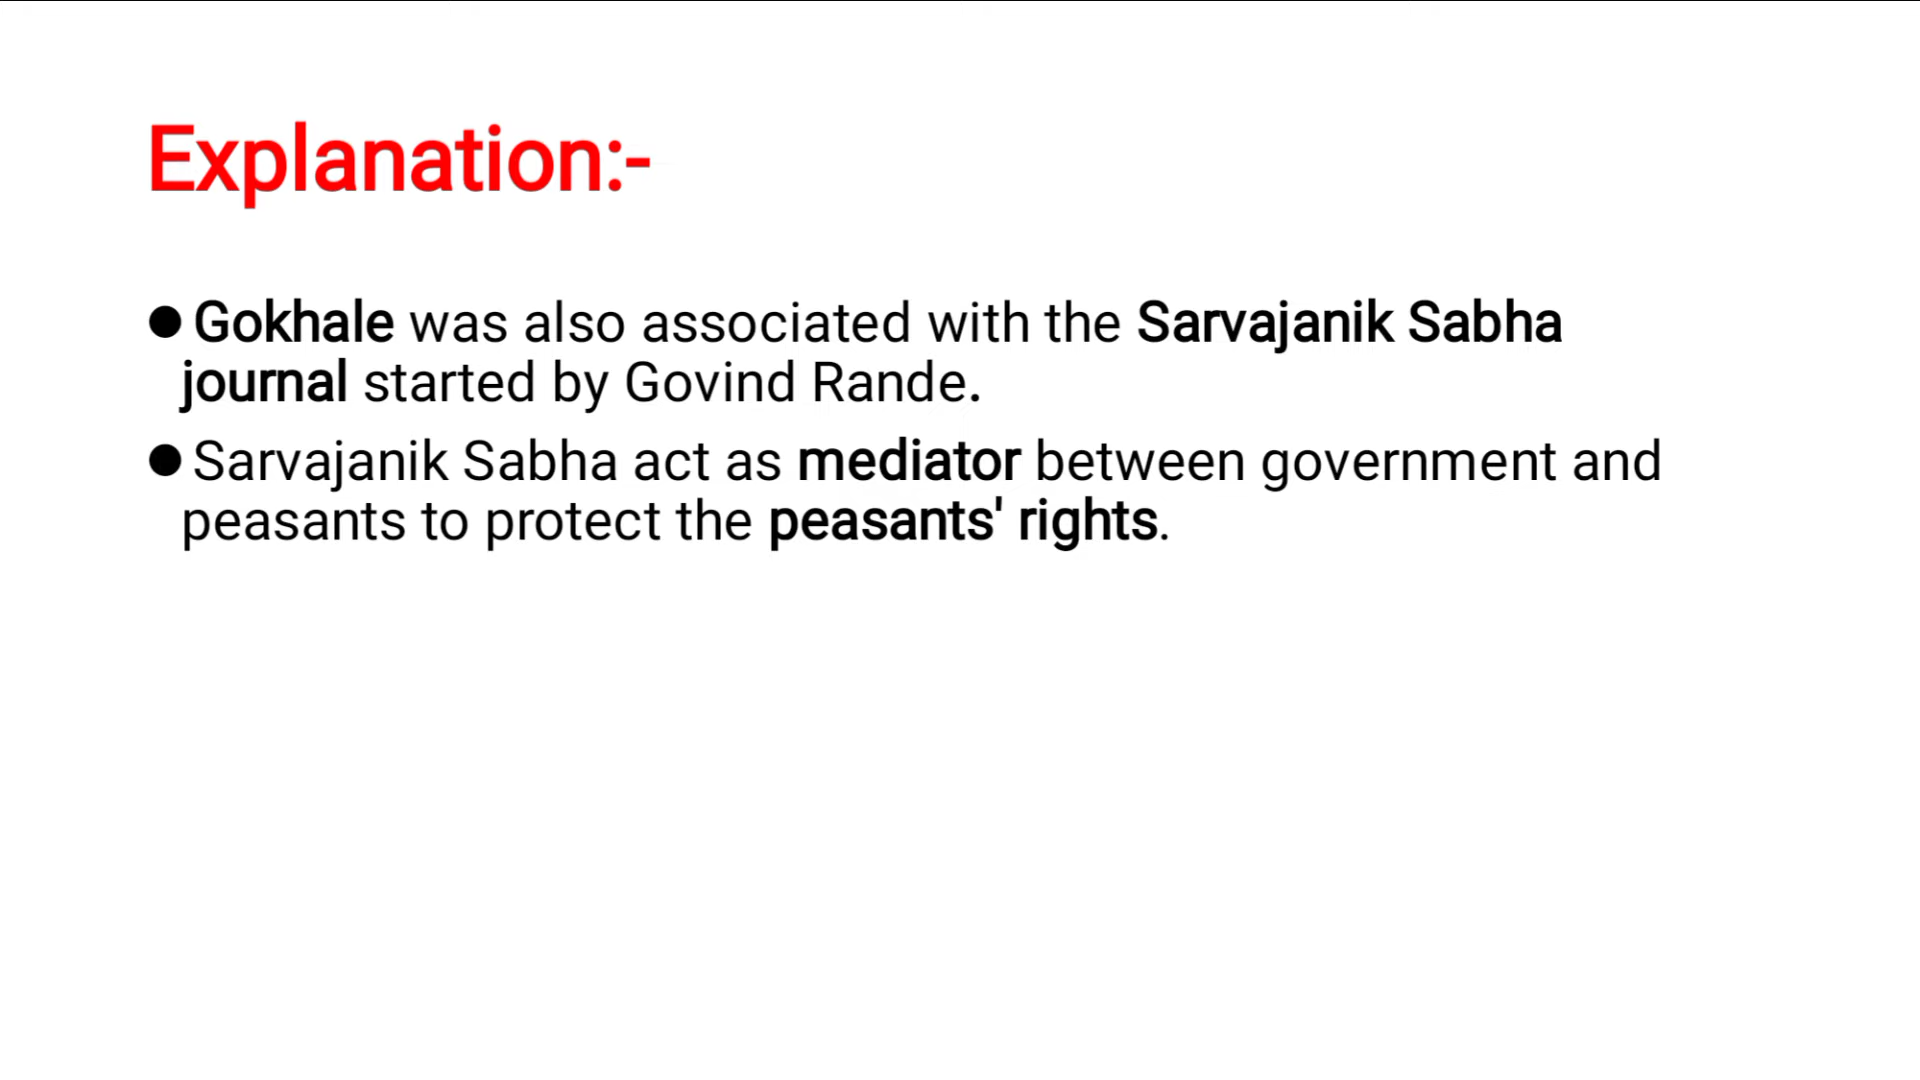 Explanation:-
● Gokhale was also associated with the Sarvajanik Sabha
journal started by Govind Rande.
● Sarvajanik Sabha act as mediator between government and
peasants to protect the peasants' rights.